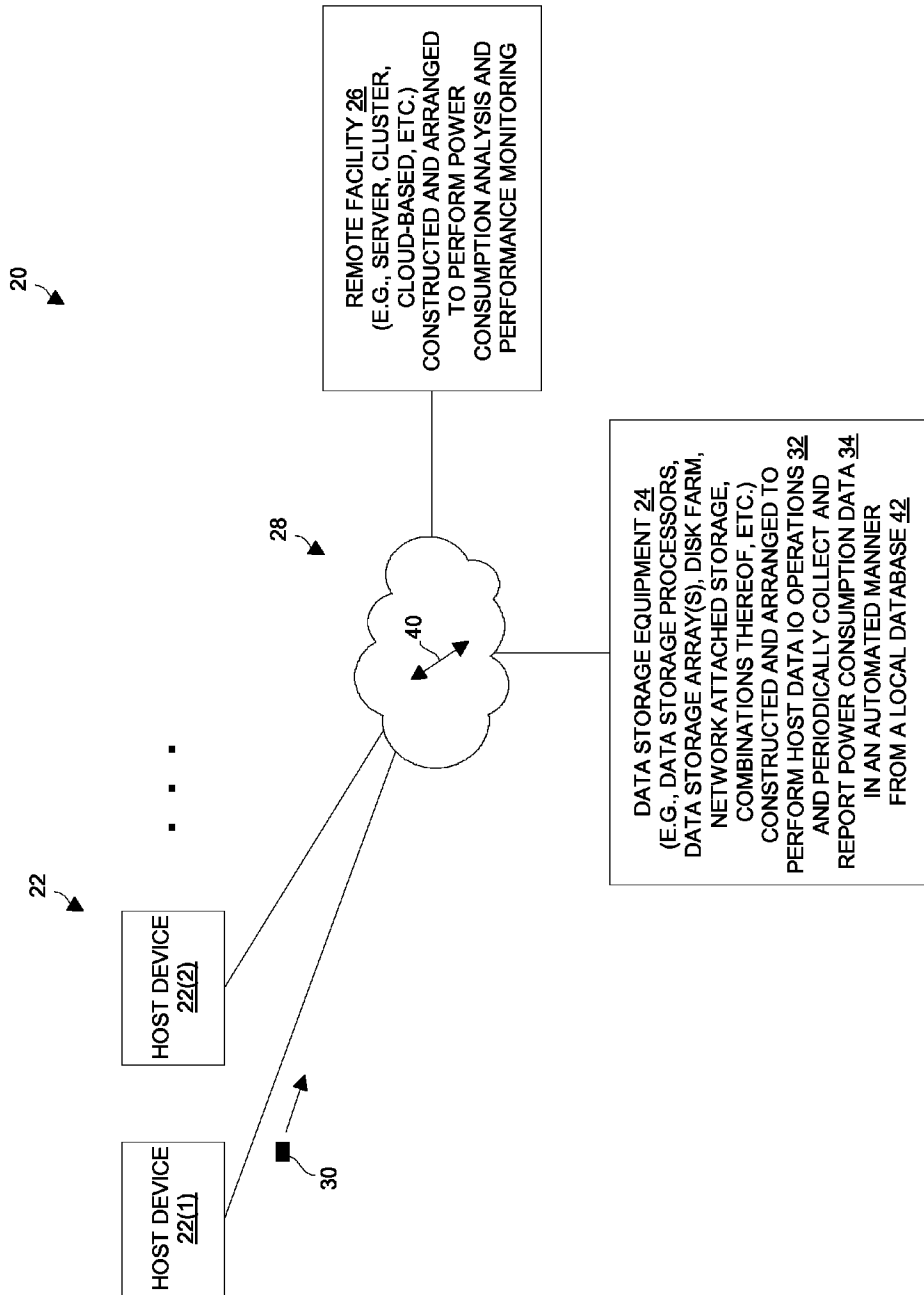 20
22
HOST DEVICE
22(1)
HOST DEVICE
22(2)
. . .
30
28
40
REMOTE FACILITY 26
(E.G., SERVER, CLUSTER,
CLOUD-BASED, ETC.)
CONSTRUCTED AND ARRANGED
TO PERFORM POWER
CONSUMPTION ANALYSIS AND
PERFORMANCE MONITORING
DATA STORAGE EQUIPMENT 24
(E.G., DATA STORAGE PROCESSORS,
DATA STORAGE ARRAY(S), DISK FARM,
NETWORK ATTACHED STORAGE,
COMBINATIONS THEREOF, ETC.)
CONSTRUCTED AND ARRANGED TO
PERFORM HOST DATA IO OPERATIONS 32
AND PERIODICALLY COLLECT AND
REPORT POWER CONSUMPTION DATA 34
IN AN AUTOMATED MANNER
FROM A LOCAL DATABASE 42